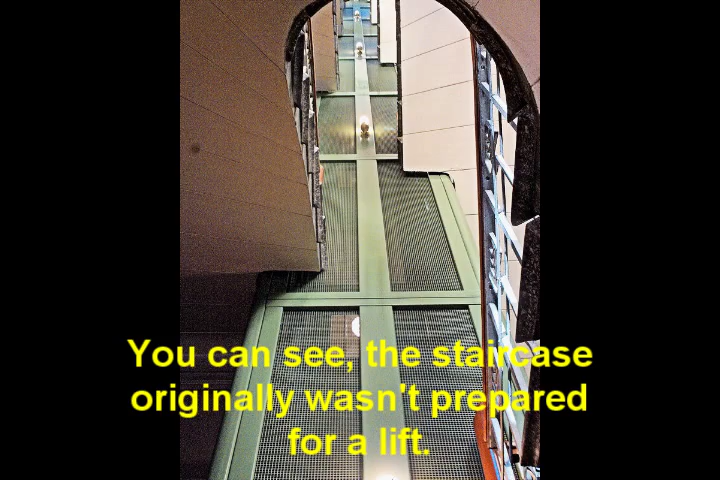 You can see, the staircase
originally wasn't prepared
for a lift.